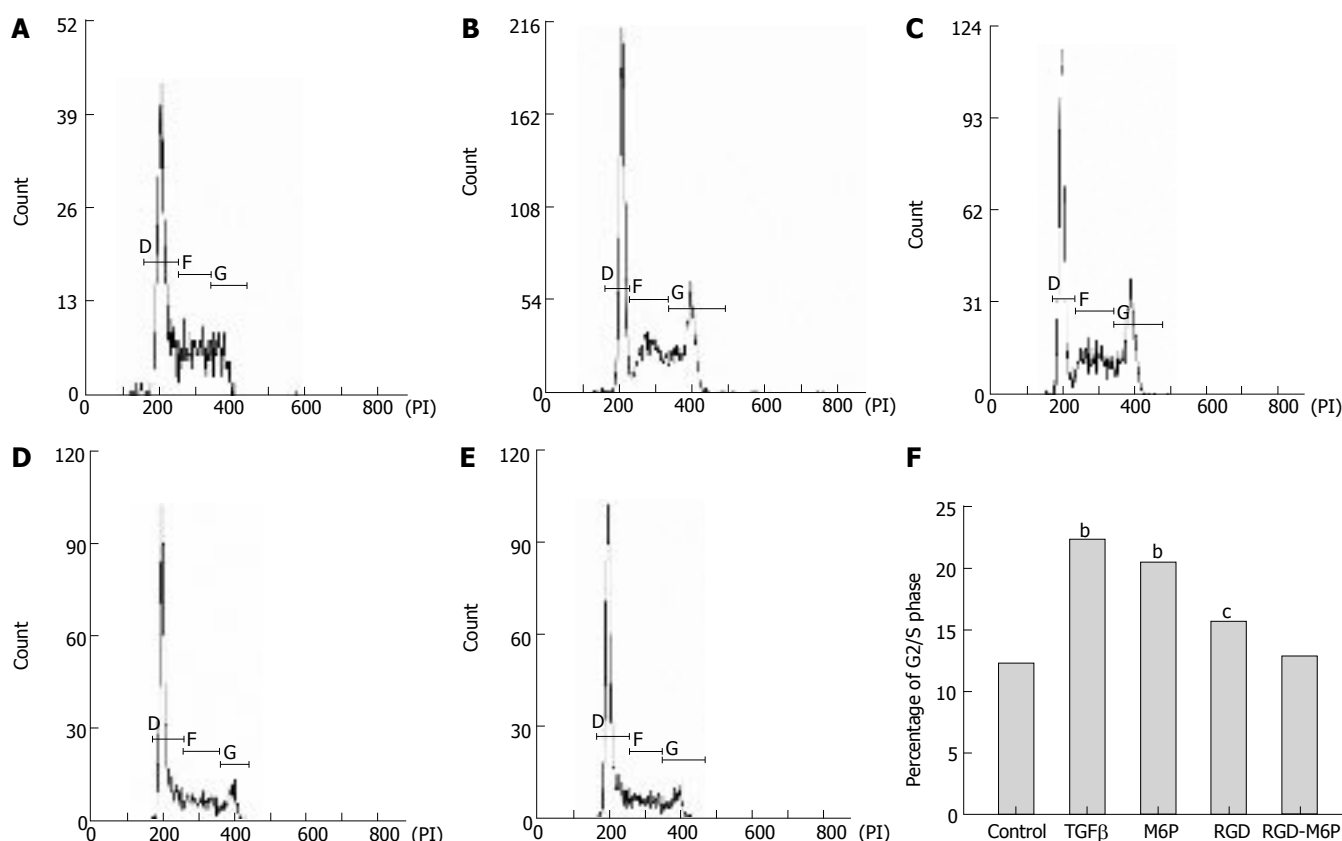 A
52
39
26
13
0
Count
D
F
G
0 200 400 600 800 (PI)
B
216
162
108
54
0
Count
D
F
G
0 200 400 600 800 (PI)
C
124
93
62
31
0
Count
D
F
G
0 200 400 600 800 (PI)
D
120
90
60
30
0
Count
D
F
G
0 200 400 600 800 (PI)
E
120
90
60
30
0
Count
D
F
G
0 200 400 600 800 (PI)
F
25
20
15
10
5
0
Percentage of G2/S phase
b
b
c
Control TGFβ M6P RGD RGD-M6P